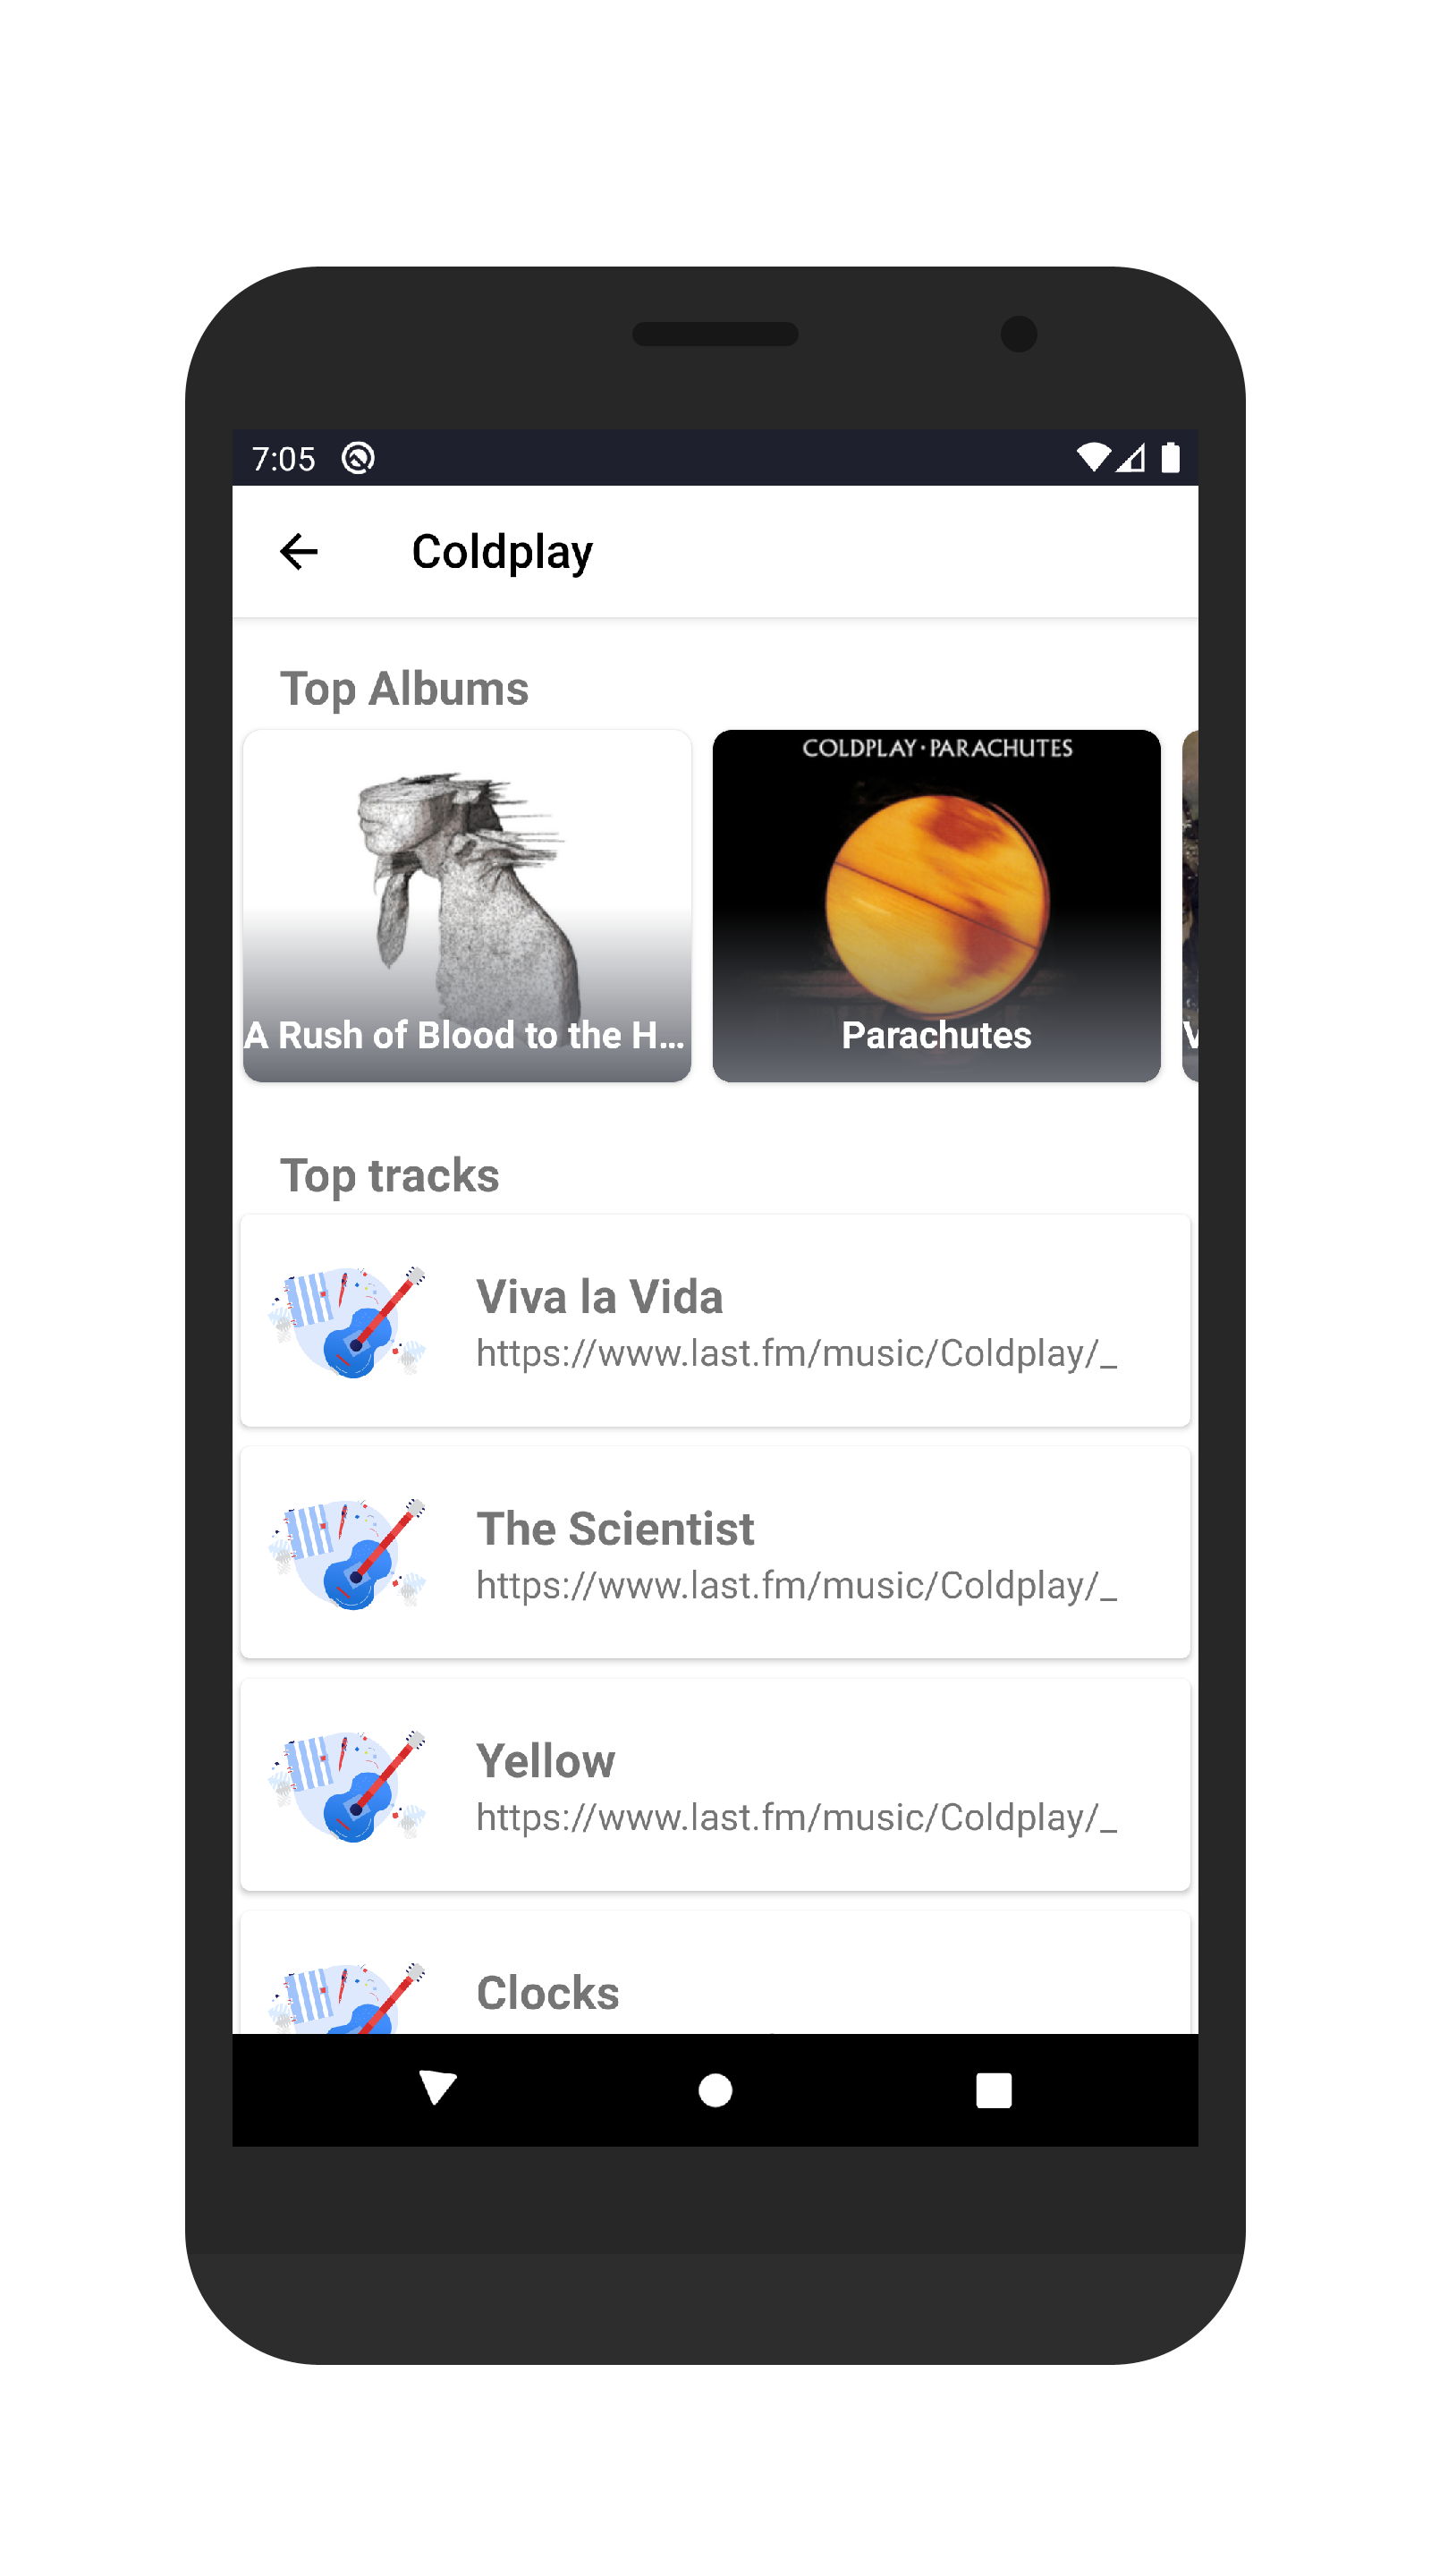 7:05
Coldplay
Top Albums
COLDPLAY·PARACHUTES
A Rush of Blood to the H...
Parachutes
V
Top tracks
Viva la Vida
https://www.last.fm/music/Coldplay/_
The Scientist
https://www.last.fm/music/Coldplay/_
Yellow
https://www.last.fm/music/Coldplay/_
Clocks